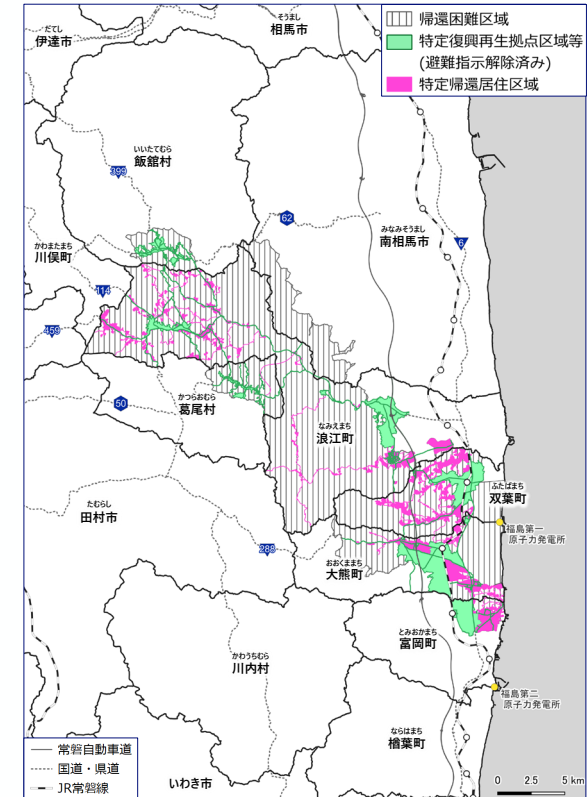 帰還困難区域
特定復興再生拠点区域等
(避難指示解除済み)
特定帰還居住区域
だてし
伊達市
そうまし
相馬市
いいたてむら
飯舘村
399
62
みなみそうまし
南相馬市
6
かわまたまち
川俣町
114
459
かつらおむら
葛尾村
50
なみえまち
浪江町
ふたばまち
双葉町
たむらし
田村市
福島第一
原子力発電所
288
おおくままち
大熊町
とみおかまち
富岡町
かわうちむら
川内村
福島第二
原子力発電所
ならはまち
楢葉町
いわき市
常磐自動車道
国道・県道
JR常磐線
0 2.5 5 km